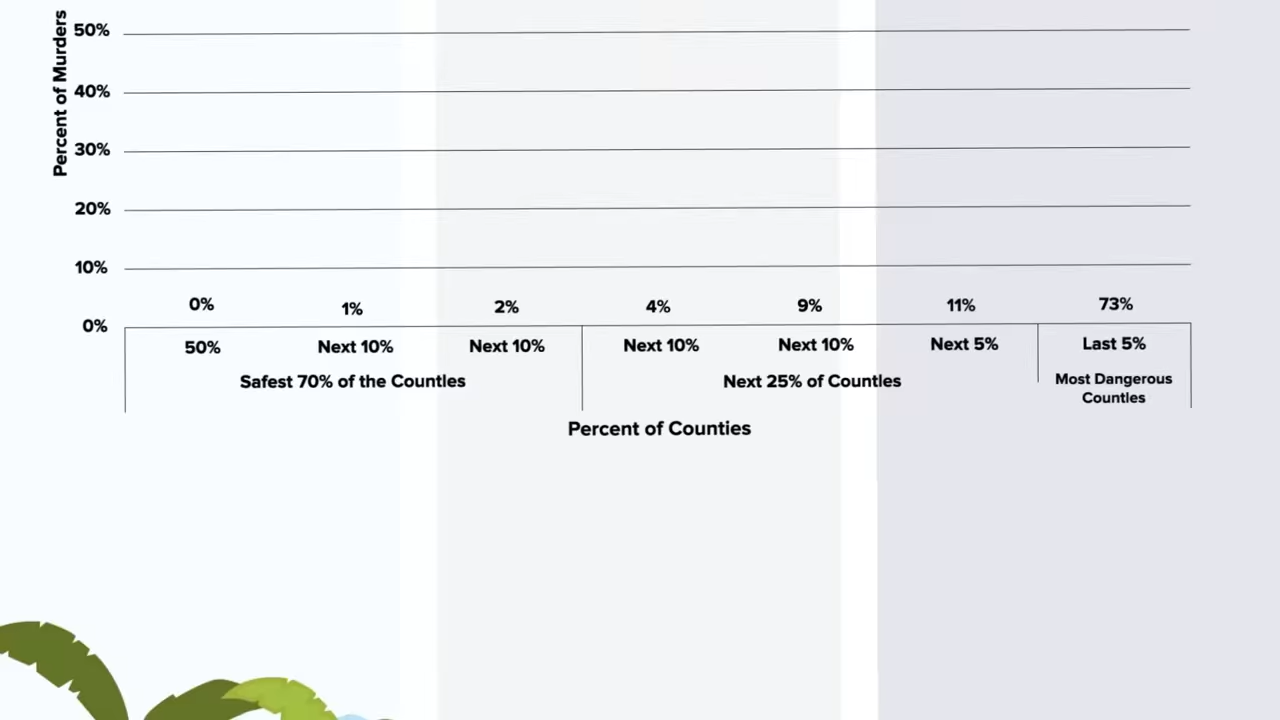 Percent of Murders
50%
40%
30%
20%
10%
0%
0%
1%
2%
4%
9%
11%
73%
50%
Next 10%
Next 10%
Next 10%
Next 10%
Next 5%
Last 5%
Safest 70% of the Counties
Next 25% of Counties
Most Dangerous
Counties
Percent of Counties